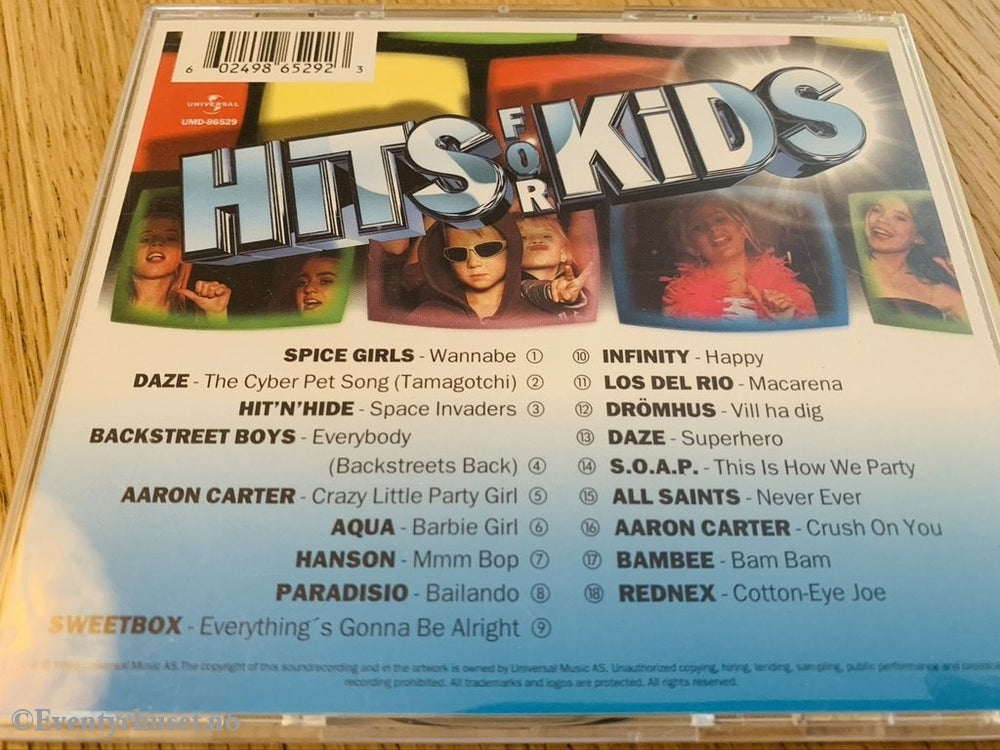 6 02498 65292 3
UNIVERSAL
UMD-86529
HiTS FOR KiDS
SPICE GIRLS - Wannabe ①
DAZE - The Cyber Pet Song (Tamagotchi) ②
HIT'N'HIDE - Space Invaders ③
BACKSTREET BOYS - Everybody
(Backstreets Back) ④
AARON CARTER - Crazy Little Party Girl ⑤
AQUA - Barbie Girl ⑥
HANSON - Mmm Bop ⑦
PARADISIO - Bailando ⑧
SWEETBOX - Everything´s Gonna Be Alright ⑨
⑩ INFINITY - Happy
⑪ LOS DEL RIO - Macarena
⑫ DRÖMHUS - Vill ha dig
⑬ DAZE - Superhero
⑭ S.O.A.P. - This Is How We Party
⑮ ALL SAINTS - Never Ever
⑯ AARON CARTER - Crush On You
⑰ BAMBEE - Bam Bam
⑱ REDNEX - Cotton-Eye Joe
Universal Music AS. The copyright of this soundrecording and in the artwork is owned by Universal Music AS. Unauthorized copying, hiring, lending, sampling, public performance and
recording prohibited. All trademarks and logos are protected. All rights reserved.
©Eventyrhuset.no